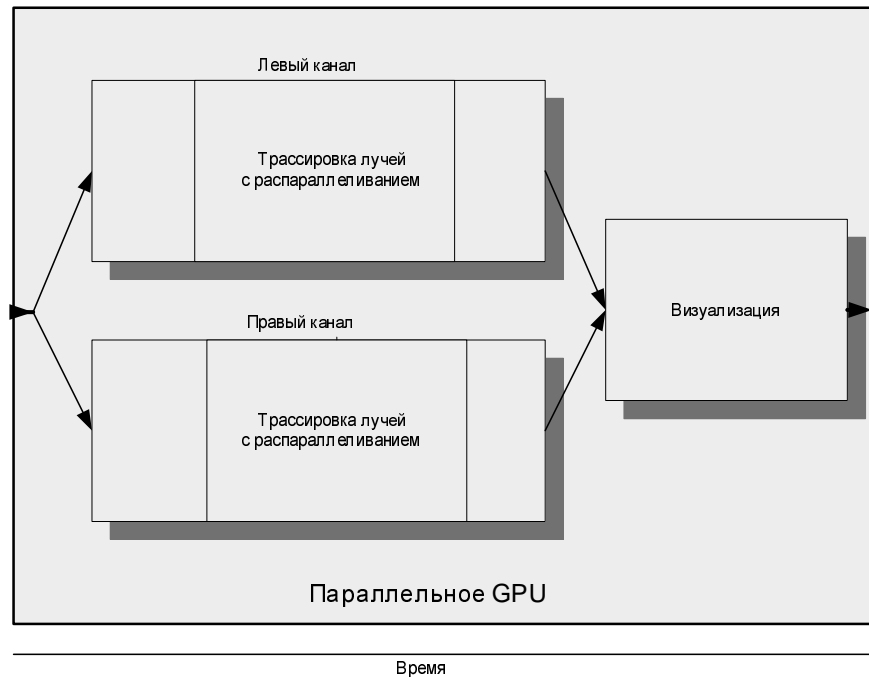 Левый канал
Трассировка лучей
с распараллеливанием
Правый канал
Трассировка лучей
с распараллеливанием
Визуализация
Параллельное GPU
Время